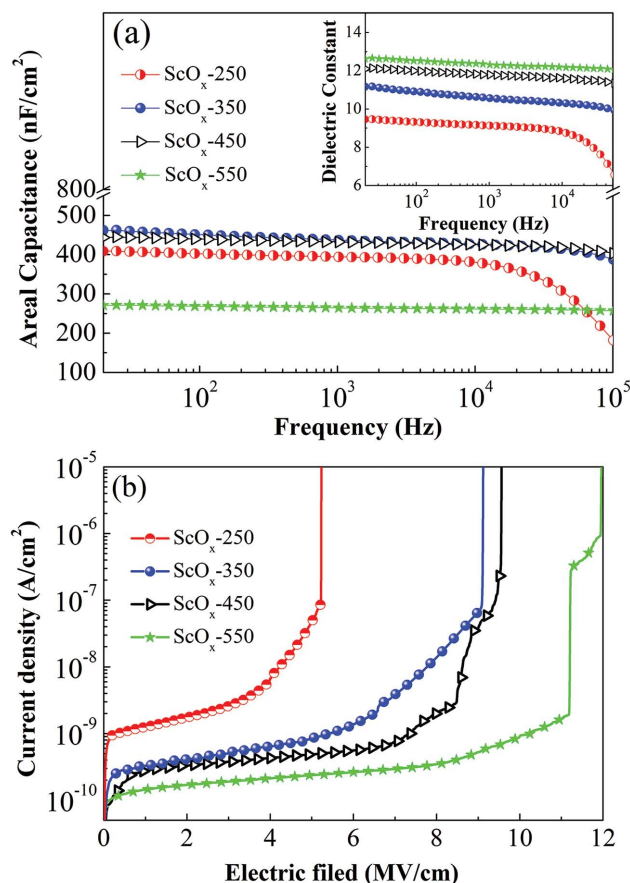 (a)
ScOx-250
ScOx-350
ScOx-450
ScOx-550
Areal Capacitance (nF/cm²)
800
500
400
300
200
100
10² 10³ 10⁴ 10⁵
Frequency (Hz)
Dielectric Constant
14
12
10
8
6
10² 10³ 10⁴
Frequency (Hz)
(b)
ScOx-250
ScOx-350
ScOx-450
ScOx-550
Current density (A/cm²)
10⁻⁵
10⁻⁶
10⁻⁷
10⁻⁸
10⁻⁹
10⁻¹⁰
0 2 4 6 8 10 12
Electric filed (MV/cm)